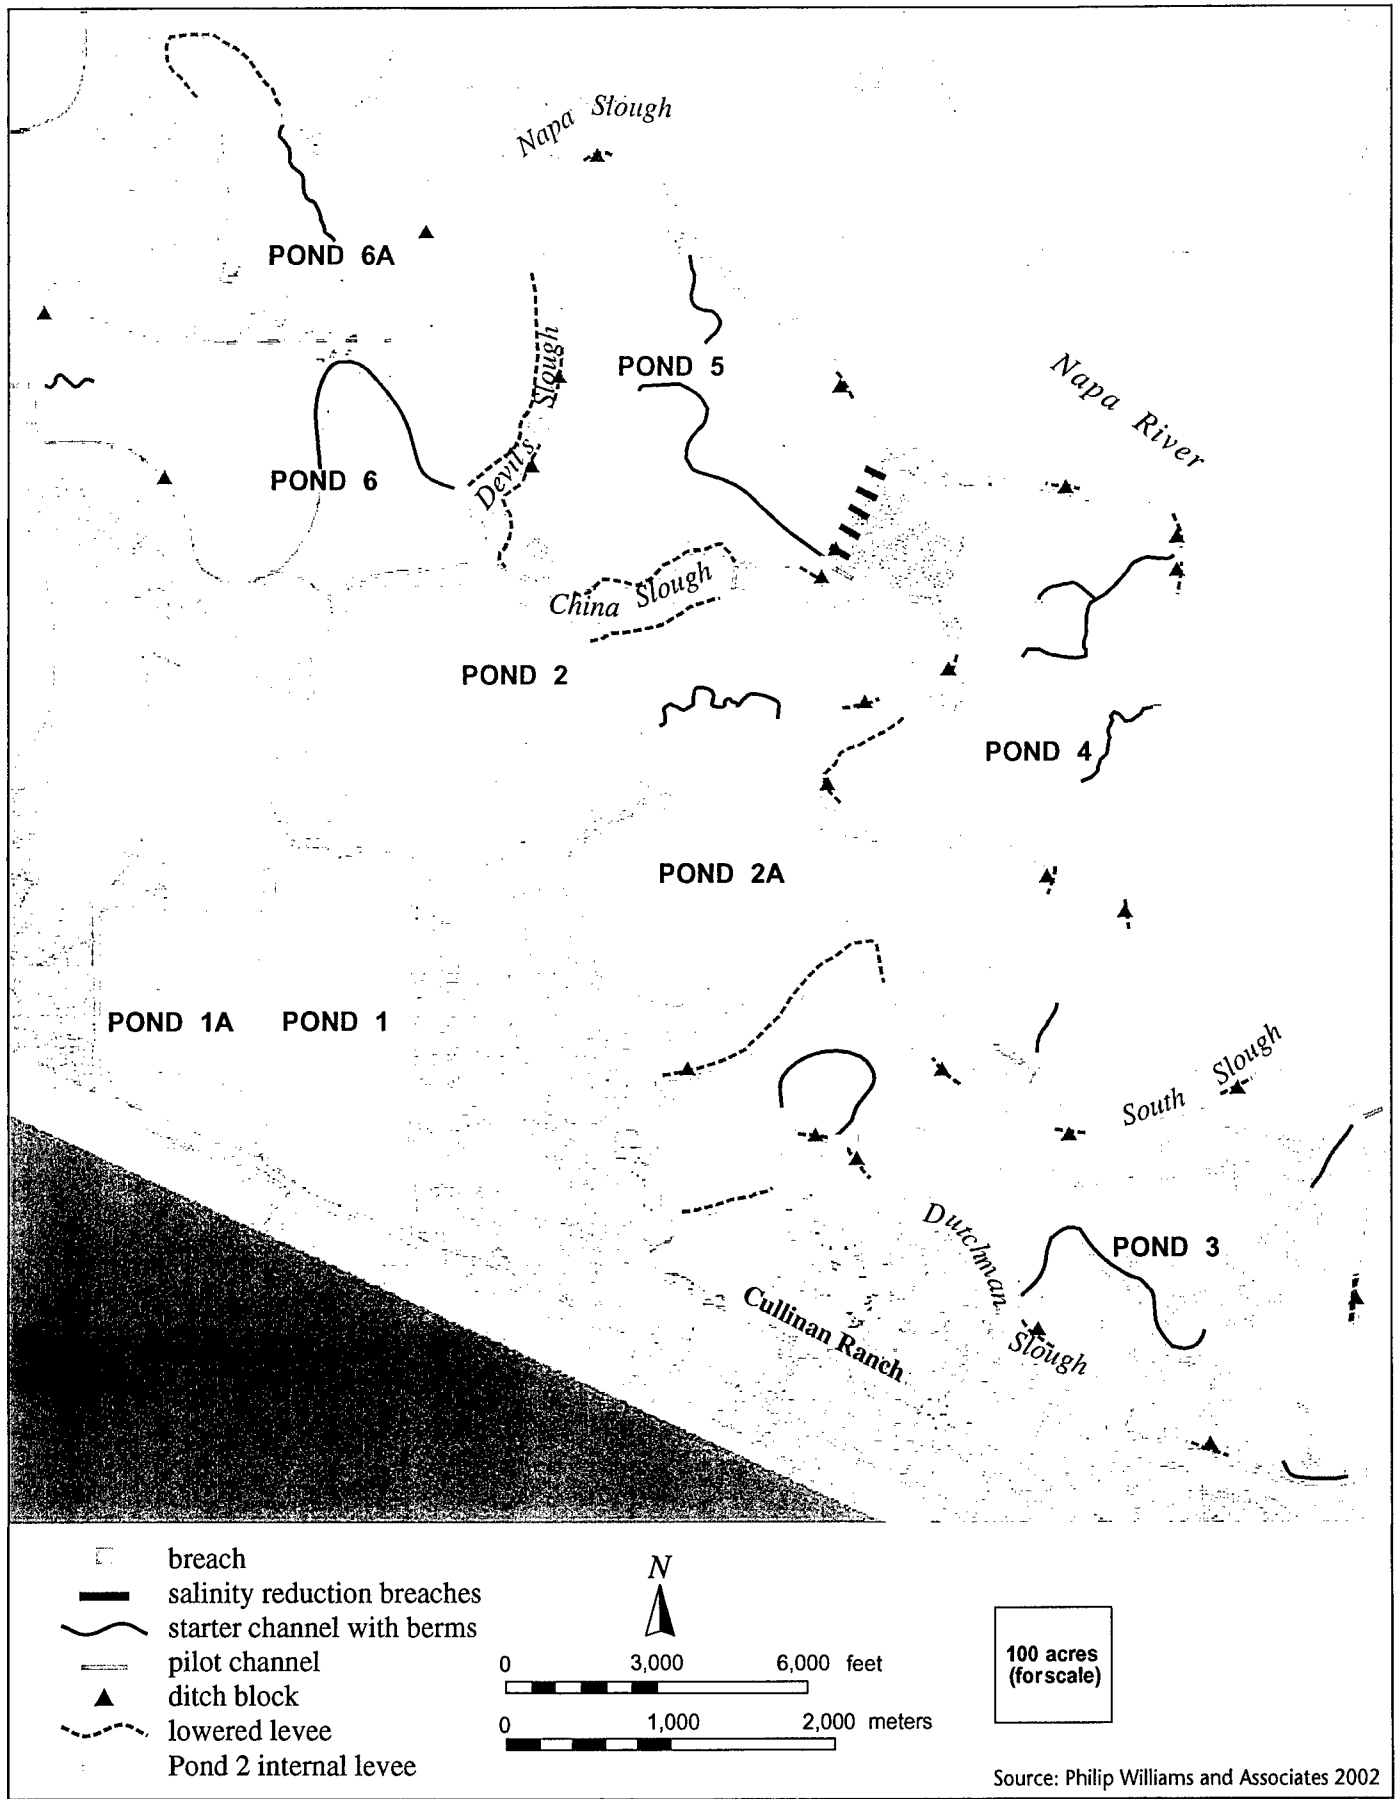 Napa Slough
POND 6A
Devil's Slough
POND 5
Napa River
POND 6
China Slough
POND 2
POND 4
POND 2A
POND 1A
POND 1
South Slough
Dutchman Slough
POND 3
Cullinan Ranch
breach
salinity reduction breaches
starter channel with berms
pilot channel
ditch block
lowered levee
Pond 2 internal levee
N
0 3,000 6,000 feet
0 1,000 2,000 meters
100 acres
(for scale)
Source: Philip Williams and Associates 2002